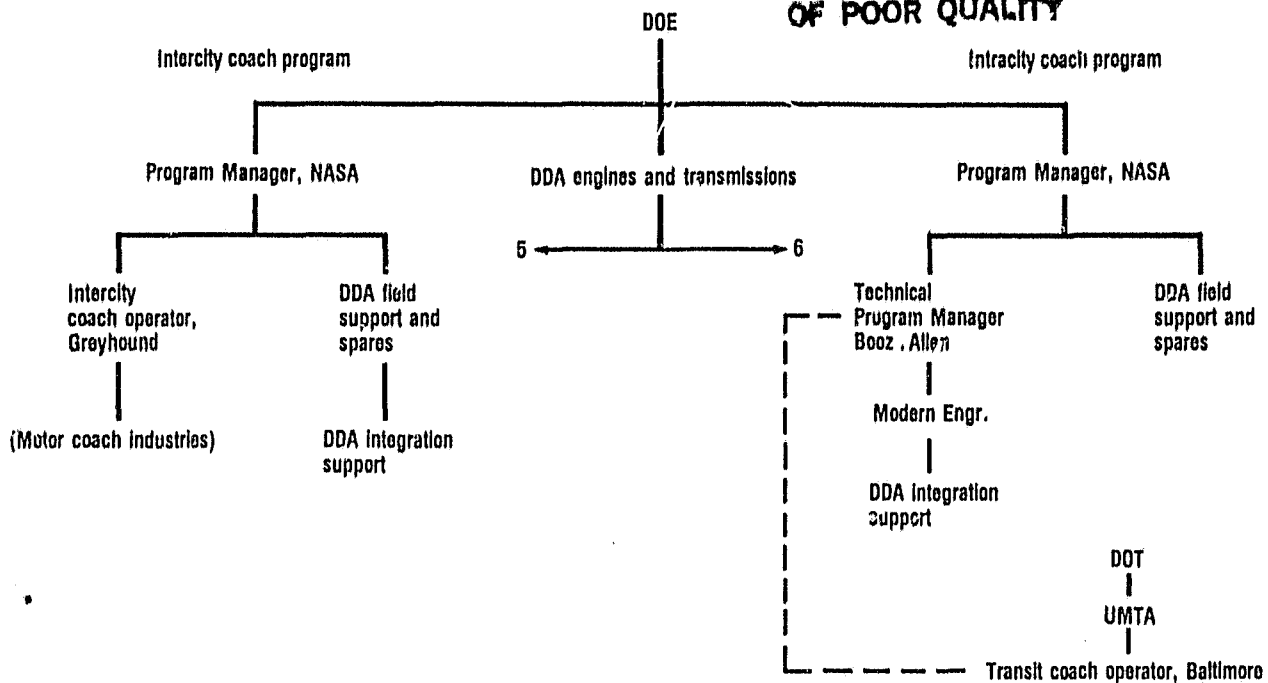 OF POOR QUALITY
DOE
Intercity coach program
Intracity coach program
Program Manager, NASA
DDA engines and transmissions
Program Manager, NASA
5
6
Intercity
coach operator,
Greyhound
DDA field
support and
spares
Technical
Program Manager
Booz . Allen
DDA field
support and
spares
(Motor coach industries)
DDA integration
support
Modern Engr.
DDA integration
support
DOT
UMTA
Transit coach operator, Baltimore